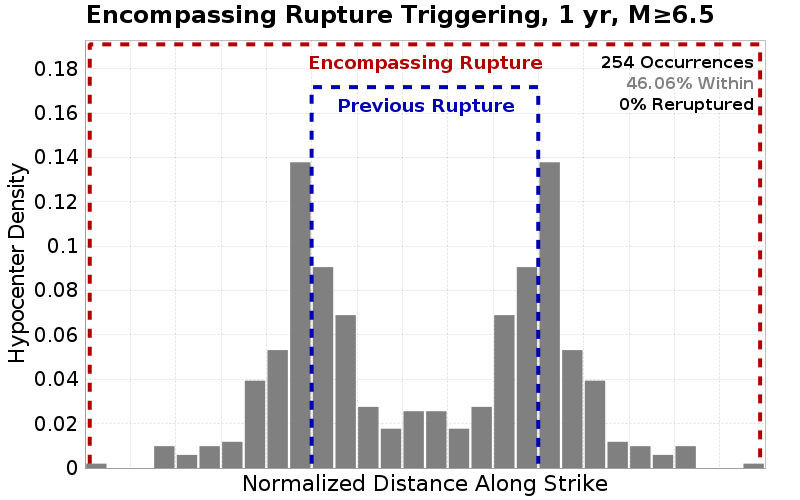 Encompassing Rupture Triggering, 1 yr, M≥6.5
Encompassing Rupture
254 Occurrences
46.06% Within
0% Reruptured
Previous Rupture
Hypocenter Density
0.18
0.16
0.14
0.12
0.1
0.08
0.06
0.04
0.02
0
Normalized Distance Along Strike